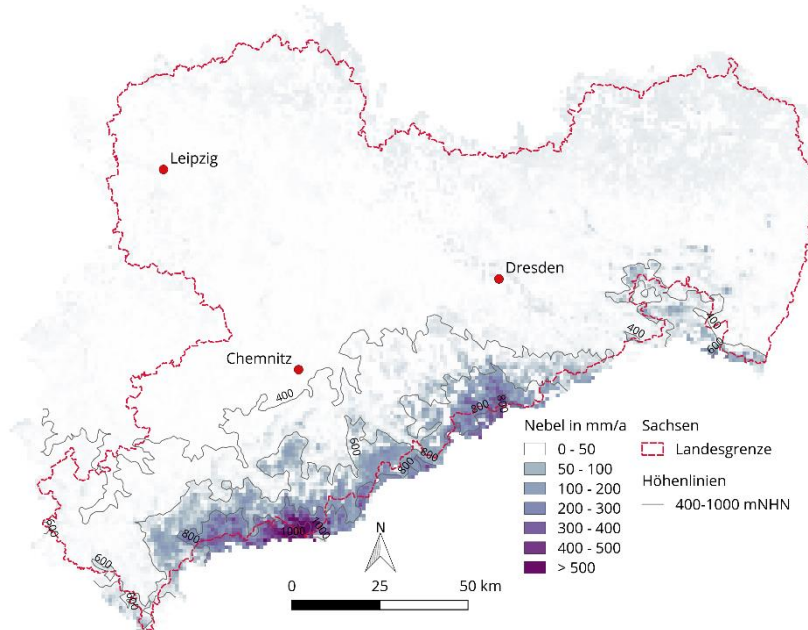 Leipzig
Dresden
400
400
600
Chemnitz
400
600
800
800
800
800
1000
1000
600
600
800
Nebel in mm/a
0 - 50
50 - 100
100 - 200
200 - 300
300 - 400
400 - 500
> 500
Sachsen
Landesgrenze
Höhenlinien
400-1000 mNHN
N
0
25
50 km